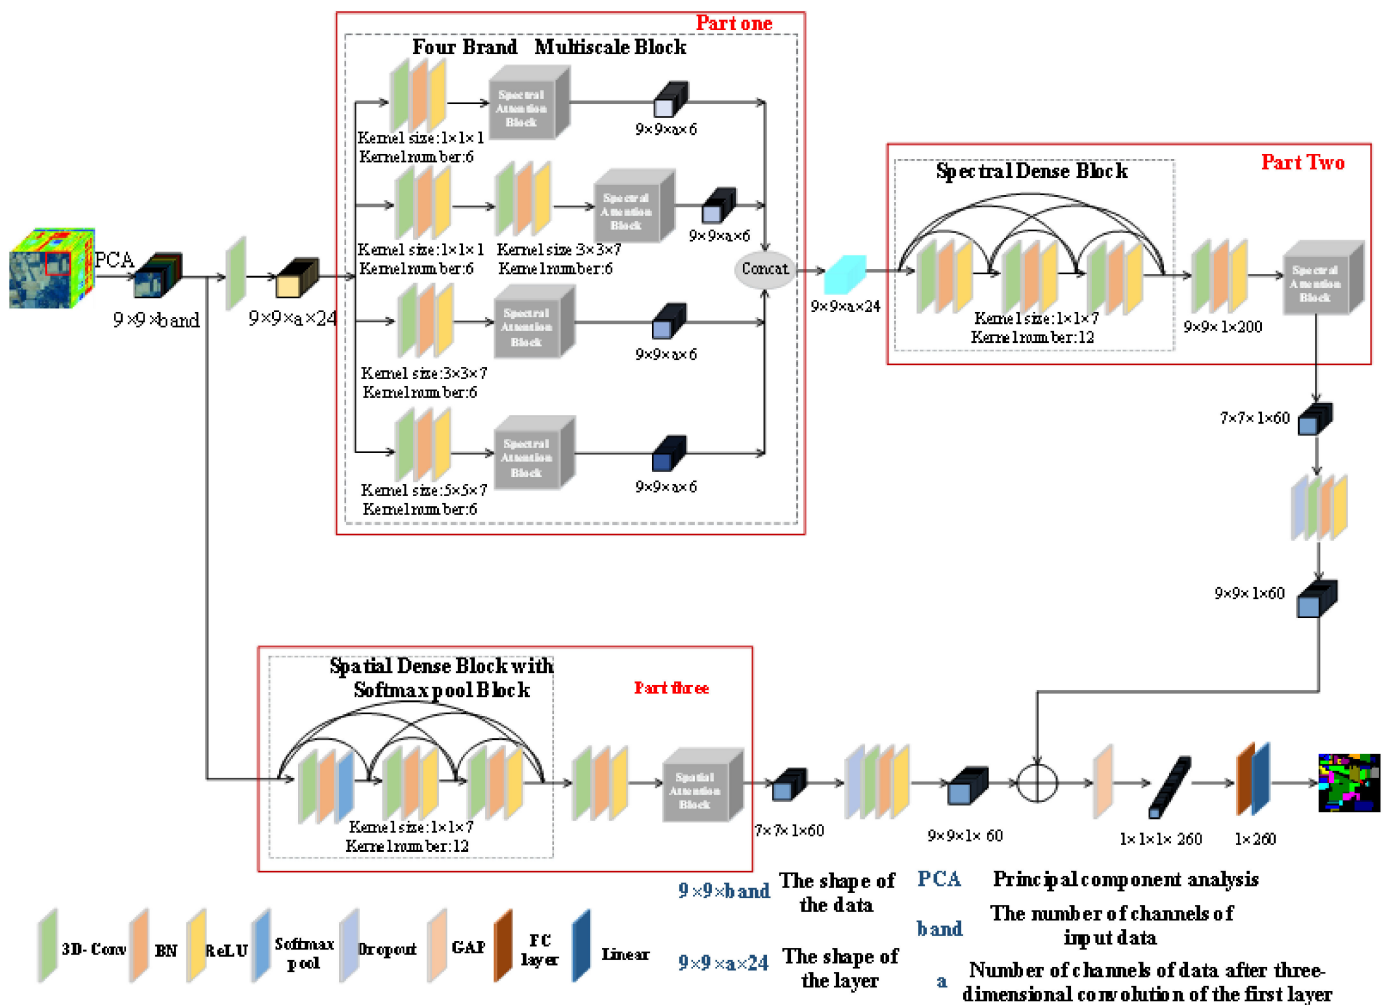 Part one
Four Brand Multiscale Block
Spectral
Attention
Block
9×9×a×6
Kernel size:1×1×1
Kernel number:6
Spectral
Attention
Block
9×9×a×6
Kernel size:1×1×1
Kernel number:6
Kernel size:3×3×7
Kernel number:6
Spectral
Attention
Block
9×9×a×6
Kernel size:3×3×7
Kernel number:6
Spectral
Attention
Block
9×9×a×6
Kernel size:5×5×7
Kernel number:6
PCA
9×9×band
9×9×a×24
Concat
9×9×a×24
Part Two
Spectral Dense Block
Kernel size:1×1×7
Kernel number:12
9×9×1×200
Spectral
Attention
Block
7×7×1×60
9×9×1×60
Part three
Spatial Dense Block with
Softmax pool Block
Kernel size:1×1×7
Kernel number:12
Spatial
Attention
Block
7×7×1×60
9×9×1×60
1×1×1×260
1×260
3D-Conv
BN
ReLU
Softmax
pool
Dropout
GAP
FC
layer
Linear
9×9×band
The shape of
the data
9×9×a×24
The shape of
the layer
PCA
Principal component analysis
band
The number of channels of
input data
a
Number of channels of data after three-
dimensional convolution of the first layer